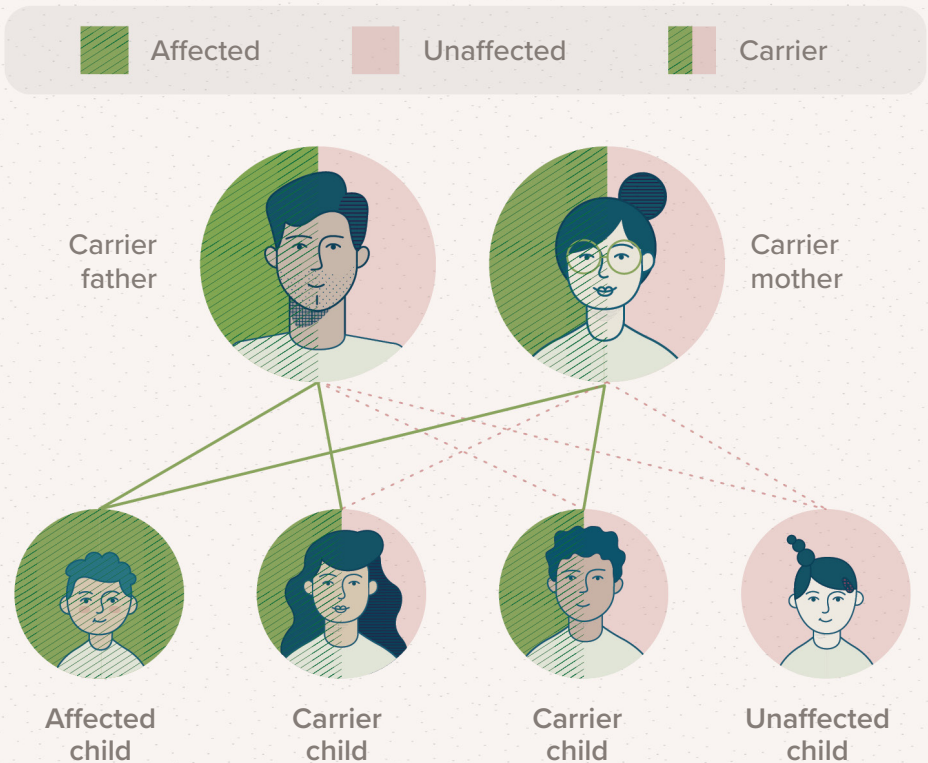 Affected
Unaffected
Carrier
Carrier
father
Carrier
mother
Affected
child
Carrier
child
Carrier
child
Unaffected
child